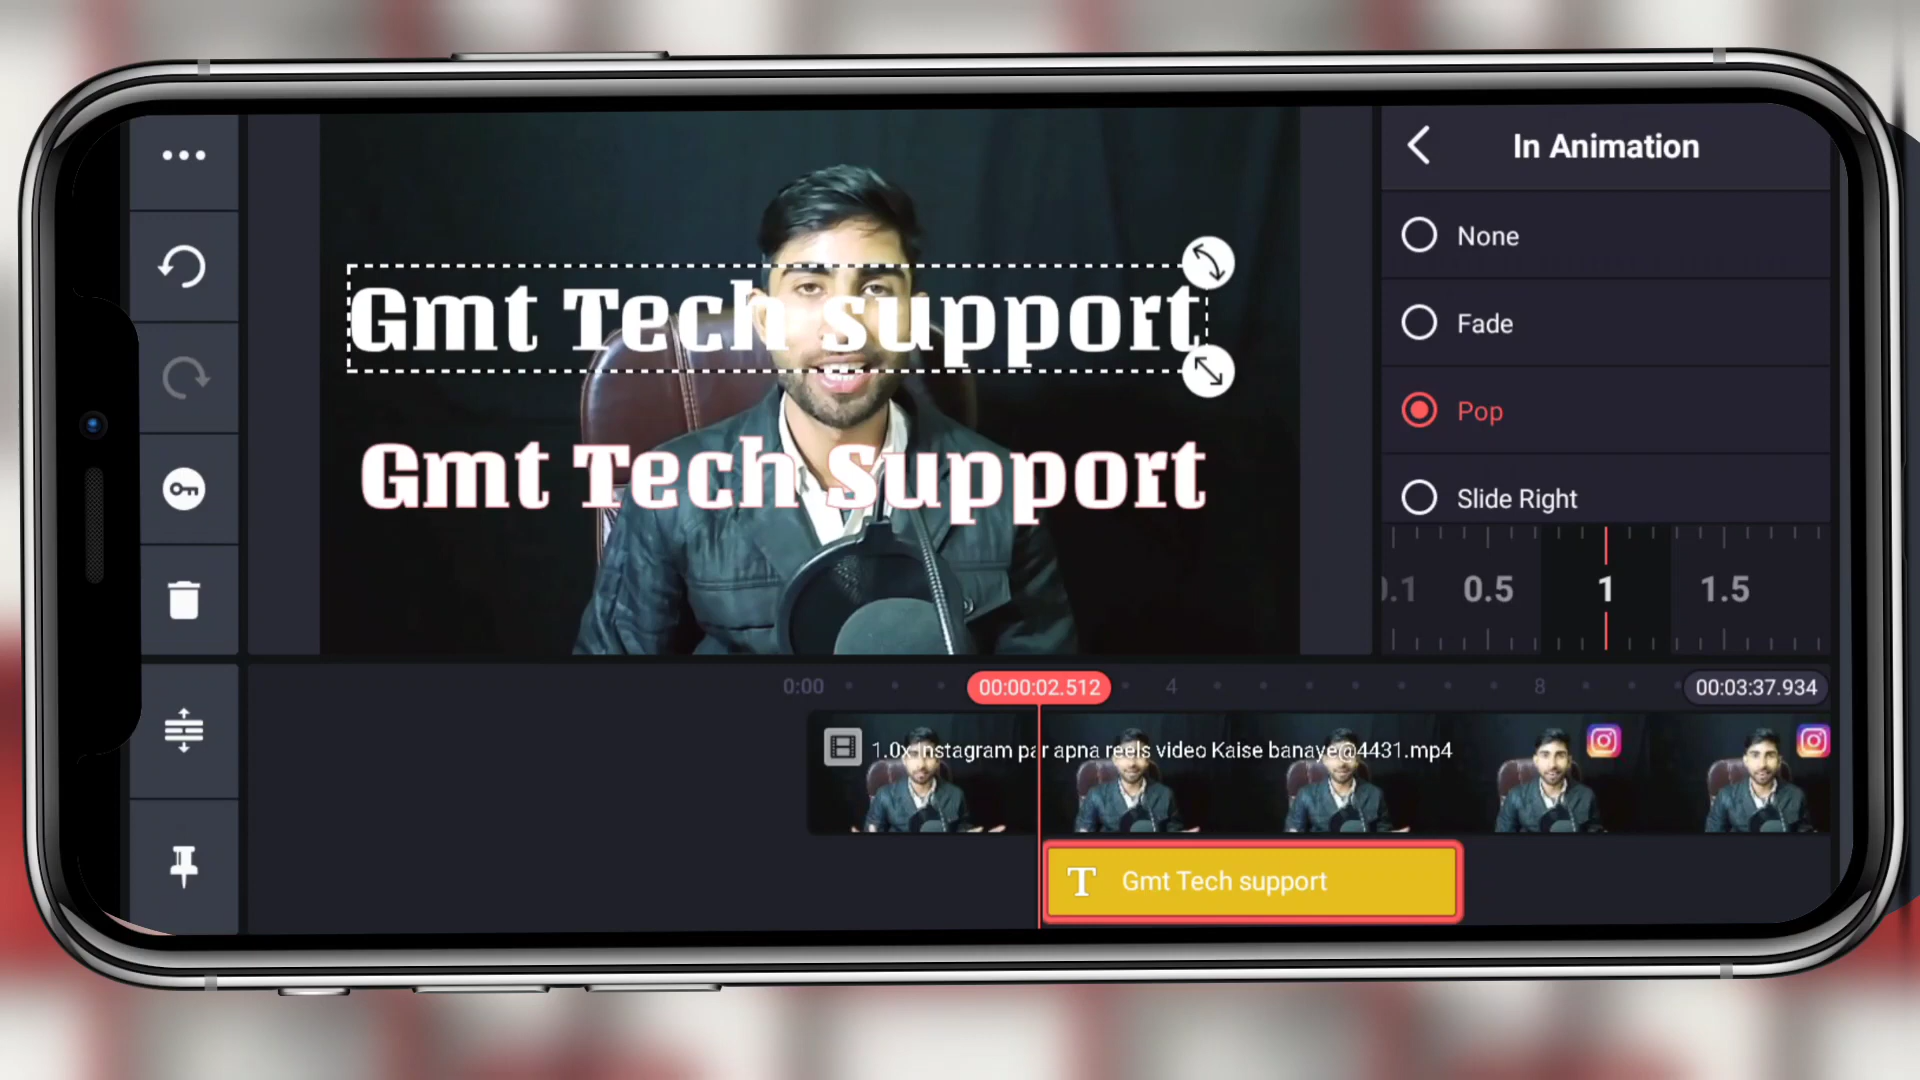 In Animation
None
Fade
Pop
Slide Right
0.5 1 1.5
Gmt Tech support
Gmt Tech Support
0:00 00:00:02.512 4 8 00:03:37.934
1.0x Instagram par apna reels video Kaise banaye@4431.mp4
T Gmt Tech support